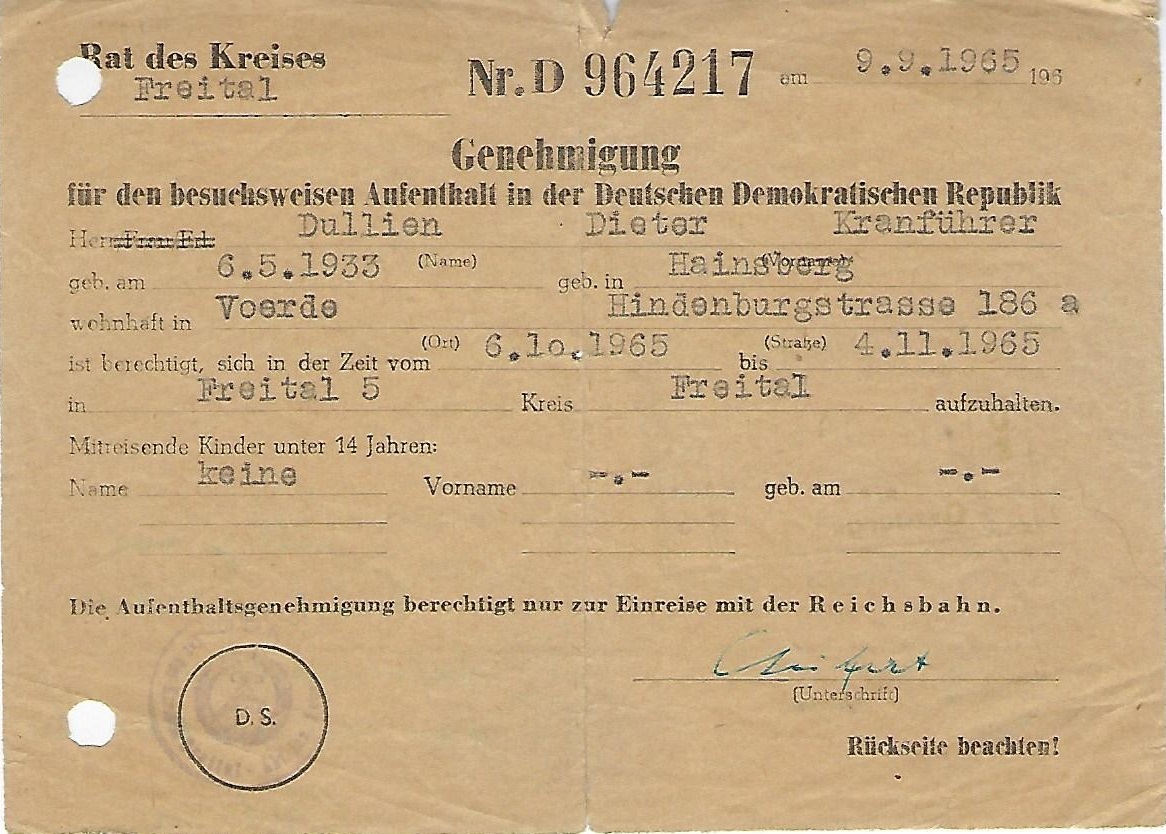 Rat des Kreises
Freital
Nr. D 964217 am 9.9.1965 196
Genehmigung
für den besuchsweisen Aufenthalt in der Deutschen Demokratischen Republik
Herrn Frau Frl. Dullien Dieter Kranführer
(Name) (Vorname)
geb. am 6.5.1933 geb. in Hainsberg
wohnhaft in Voerde Hindenburgstrasse 186 a
(Ort) (Straße)
ist berechtigt, sich in der Zeit vom 6.1o.1965 bis 4.11.1965
in Freital 5 Kreis Freital aufzuhalten.
Mitreisende Kinder unter 14 Jahren:
Name keine Vorname -.- geb. am -.-
Die Aufenthaltsgenehmigung berechtigt nur zur Einreise mit der Reichsbahn.
D. S.
(Unterschrift)
Rückseite beachten!